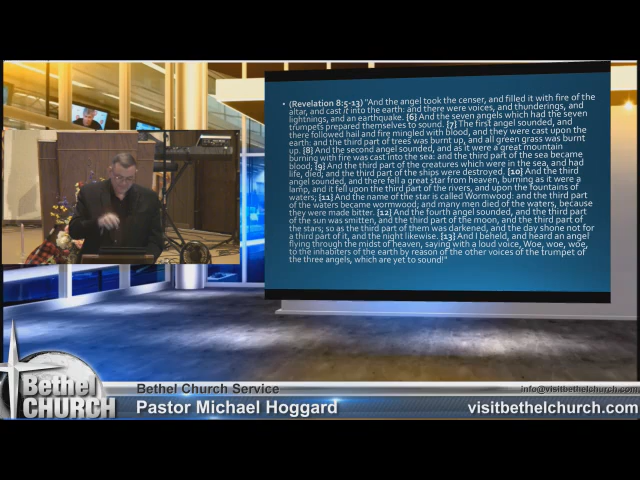 • (Revelation 8:5-13) "And the angel took the censer, and filled it with fire of the
altar, and cast it into the earth: and there were voices, and thunderings, and
lightnings, and an earthquake. [6] And the seven angels which had the seven
trumpets prepared themselves to sound. [7] The first angel sounded, and
there followed hail and fire mingled with blood, and they were cast upon the
earth: and the third part of trees was burnt up, and all green grass was burnt
up. [8] And the second angel sounded, and as it were a great mountain
burning with fire was cast into the sea: and the third part of the sea became
blood; [9] And the third part of the creatures which were in the sea, and had
life, died; and the third part of the ships were destroyed. [10] And the third
angel sounded, and there fell a great star from heaven, burning as it were a
lamp, and it fell upon the third part of the rivers, and upon the fountains of
waters; [11] And the name of the star is called Wormwood: and the third part
of the waters became wormwood; and many men died of the waters, because
they were made bitter. [12] And the fourth angel sounded, and the third part
of the sun was smitten, and the third part of the moon, and the third part of
the stars; so as the third part of them was darkened, and the day shone not for
a third part of it, and the night likewise. [13] And I beheld, and heard an angel
flying through the midst of heaven, saying with a loud voice, Woe, woe, woe,
to the inhabiters of the earth by reason of the other voices of the trumpet of
the three angels, which are yet to sound!"
Bethel
CHURCH
Bethel Church Service
info@visitbethelchurch.com
Pastor Michael Hoggard
visitbethelchurch.com